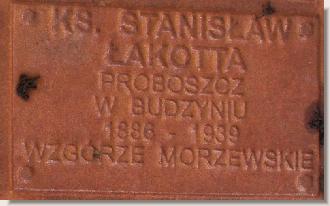 KS. STANISŁAW
ŁAKOTTA
PROBOSZCZ
W BUDZYNIU
1886 - 1939
WZGÓRZE MORZEWSKIE